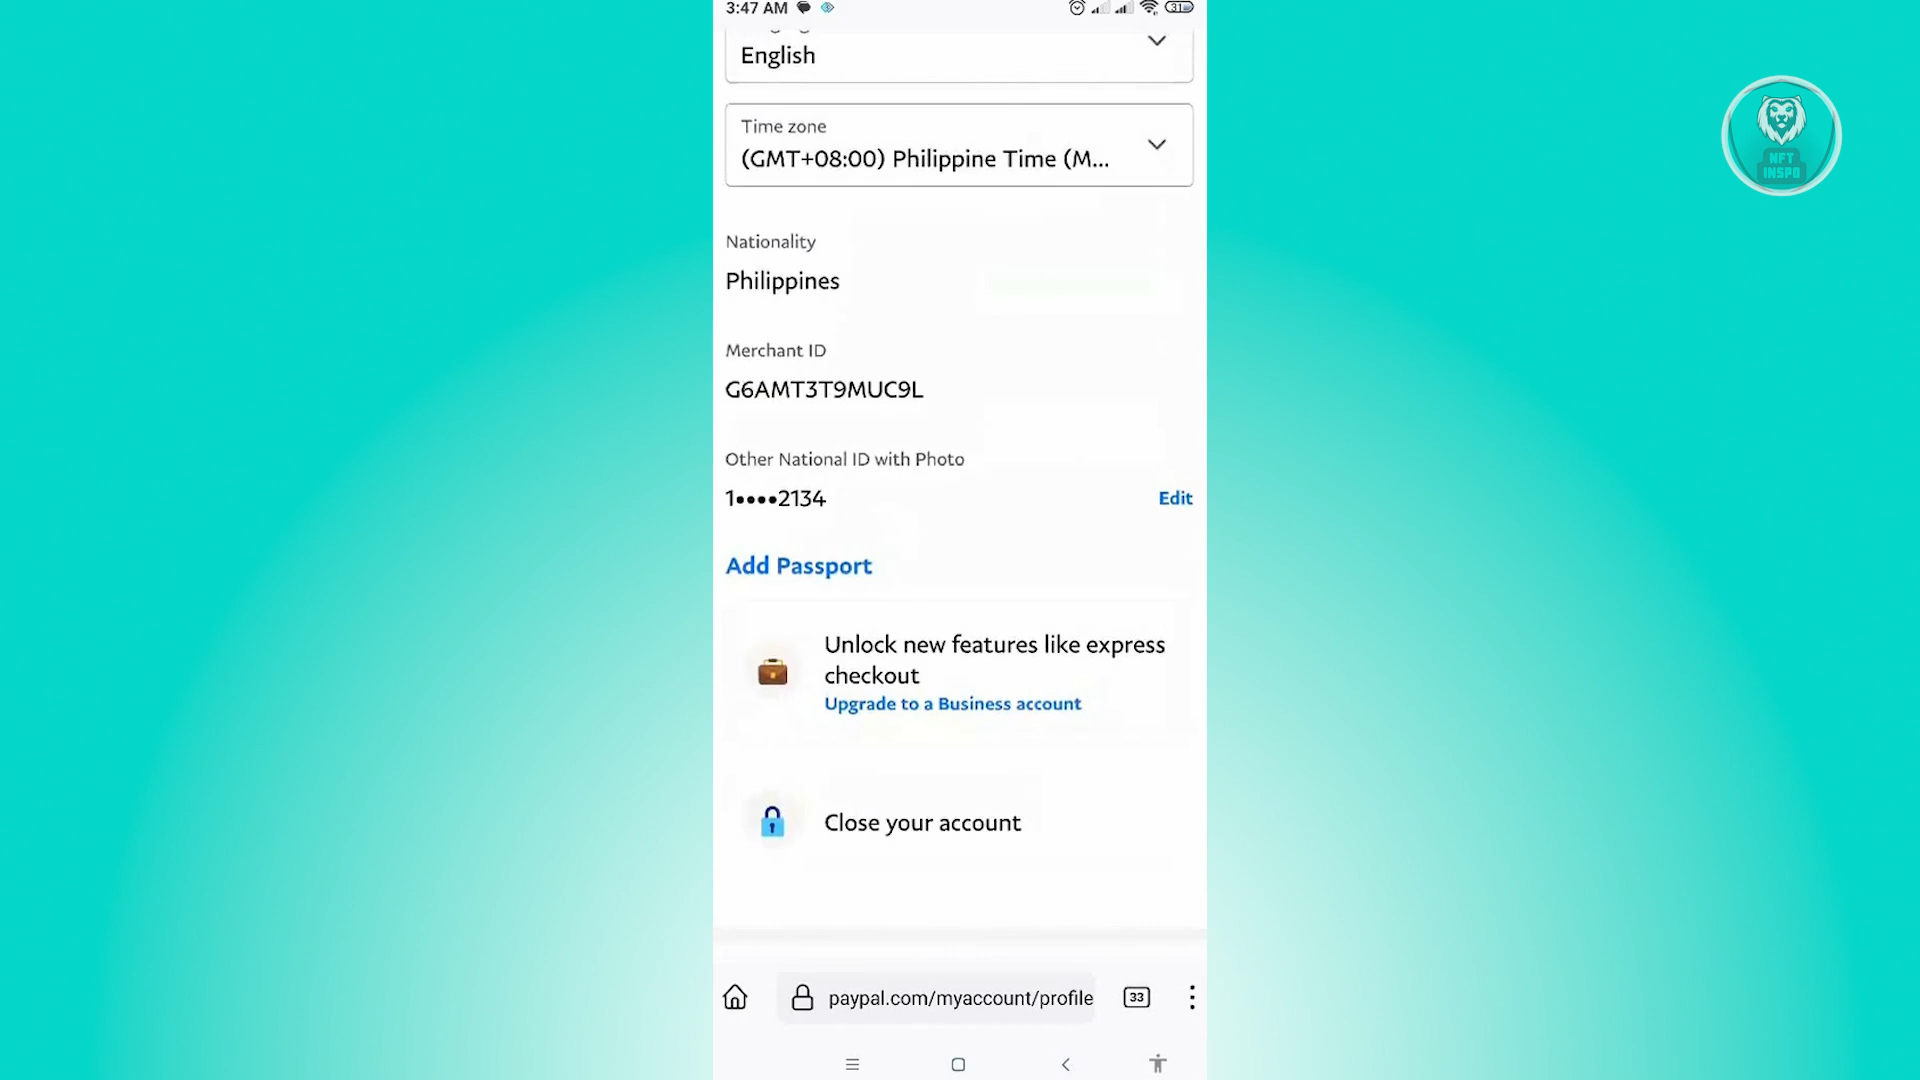 3:47 AM
31
English
Time zone
(GMT+08:00) Philippine Time (M...
Nationality
Philippines
Merchant ID
G6AMT3T9MUC9L
Other National ID with Photo
1••••2134
Edit
Add Passport
Unlock new features like express
checkout
Upgrade to a Business account
Close your account
paypal.com/myaccount/profile
33
NFT
INSPO